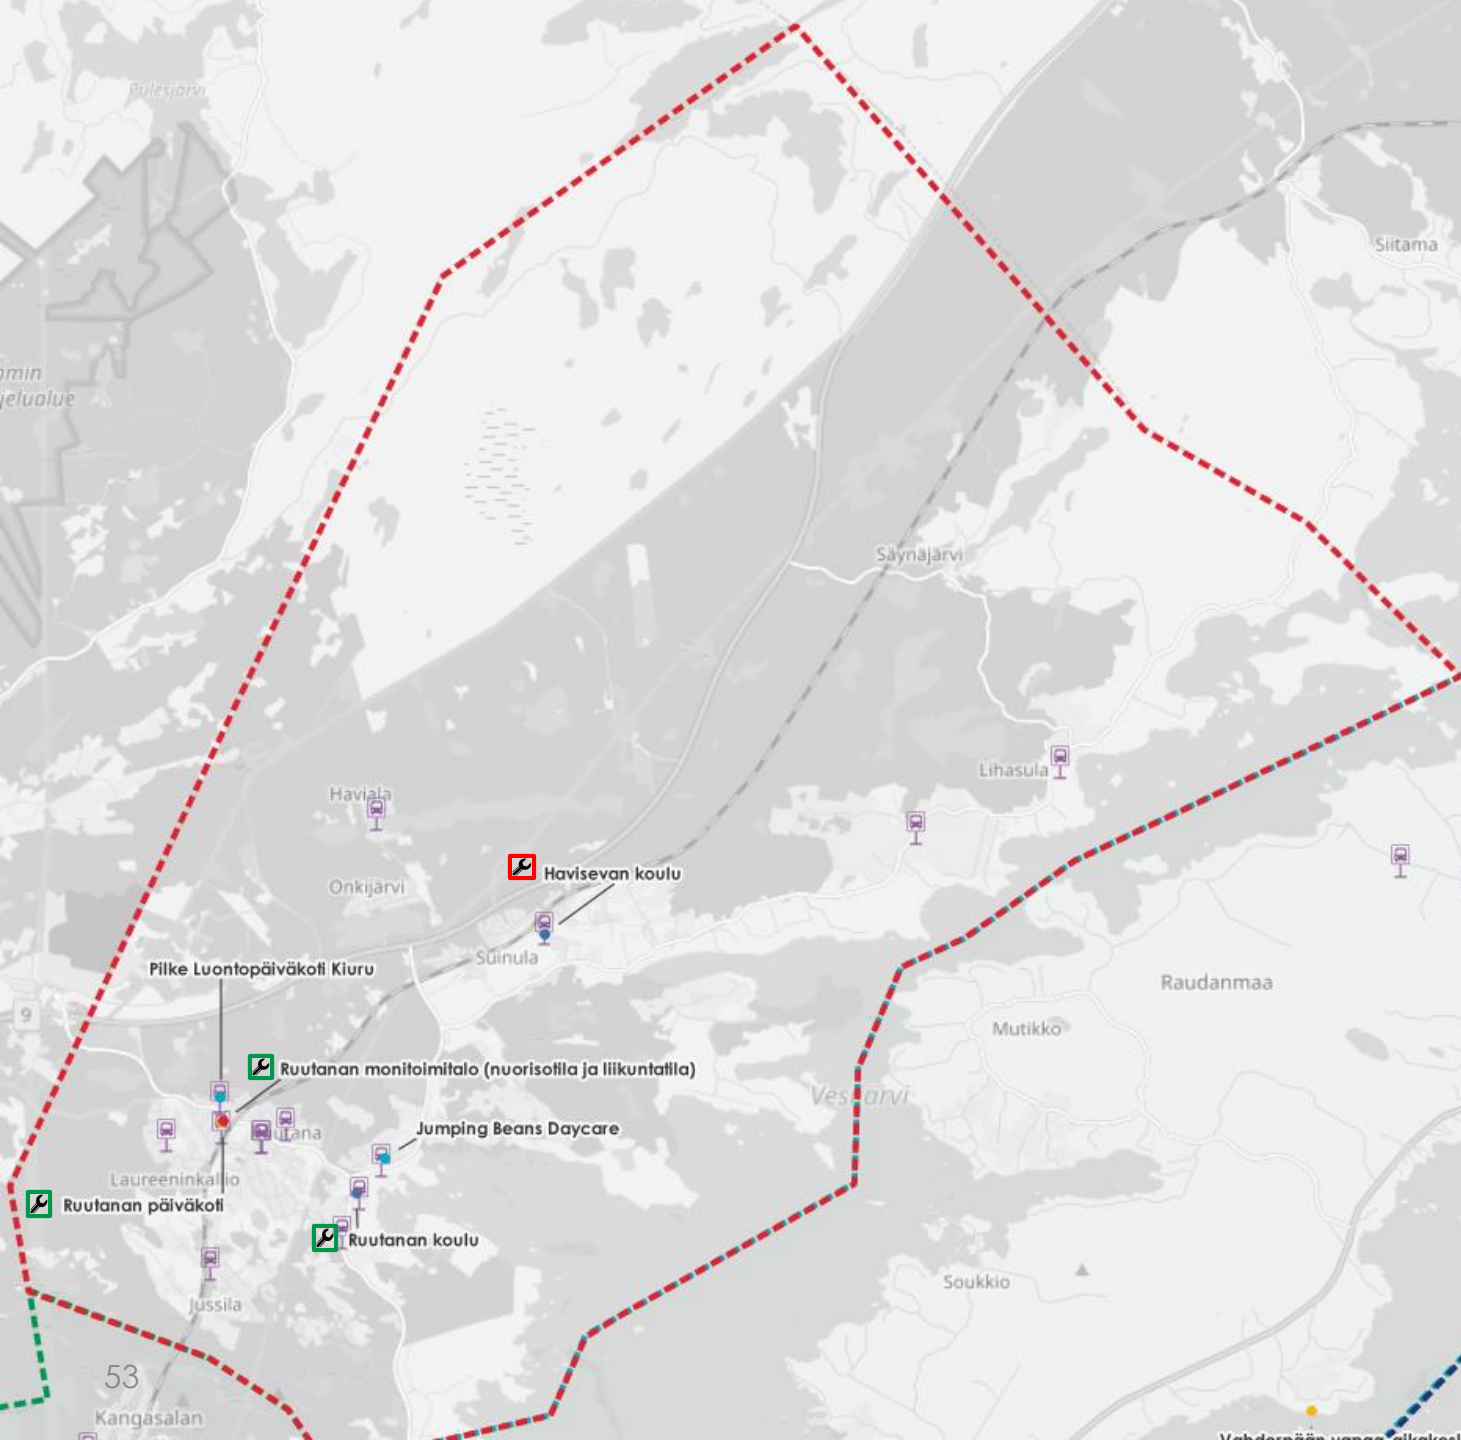 Pulesjärvi
Siitama
Säynäjärvi
Lihasula
Haviala
Havisevan koulu
Onkijärvi
Suinula
Pilke Luontopäiväkoti Kiuru
Raudanmaa
9
Mutikko
Ruutanan monitoimitalo (nuorisotila ja liikuntatila)
Jumping Beans Daycare
Laureeninkallio
Ruutanan päiväkoti
Ruutanan koulu
Soukkio
Jussila
53
Kangasalan